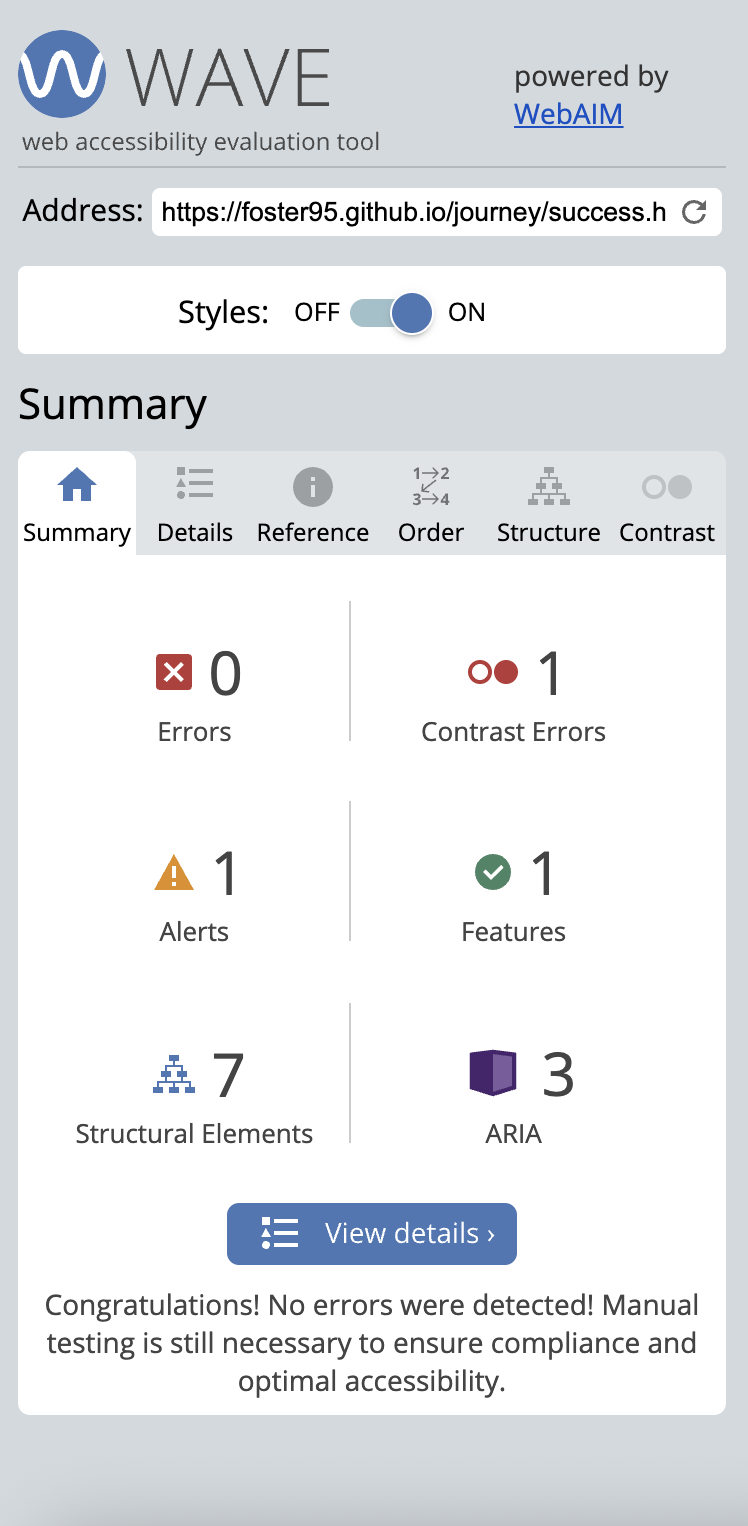 WAVE
powered by
WebAIM
web accessibility evaluation tool
Address: https://foster95.github.io/journey/success.h
Styles: OFF ON
Summary
1 2
3 4
Summary Details Reference Order Structure Contrast
0 1
Errors Contrast Errors
1 1
Alerts Features
7 3
Structural Elements ARIA
View details ›
Congratulations! No errors were detected! Manual
testing is still necessary to ensure compliance and
optimal accessibility.